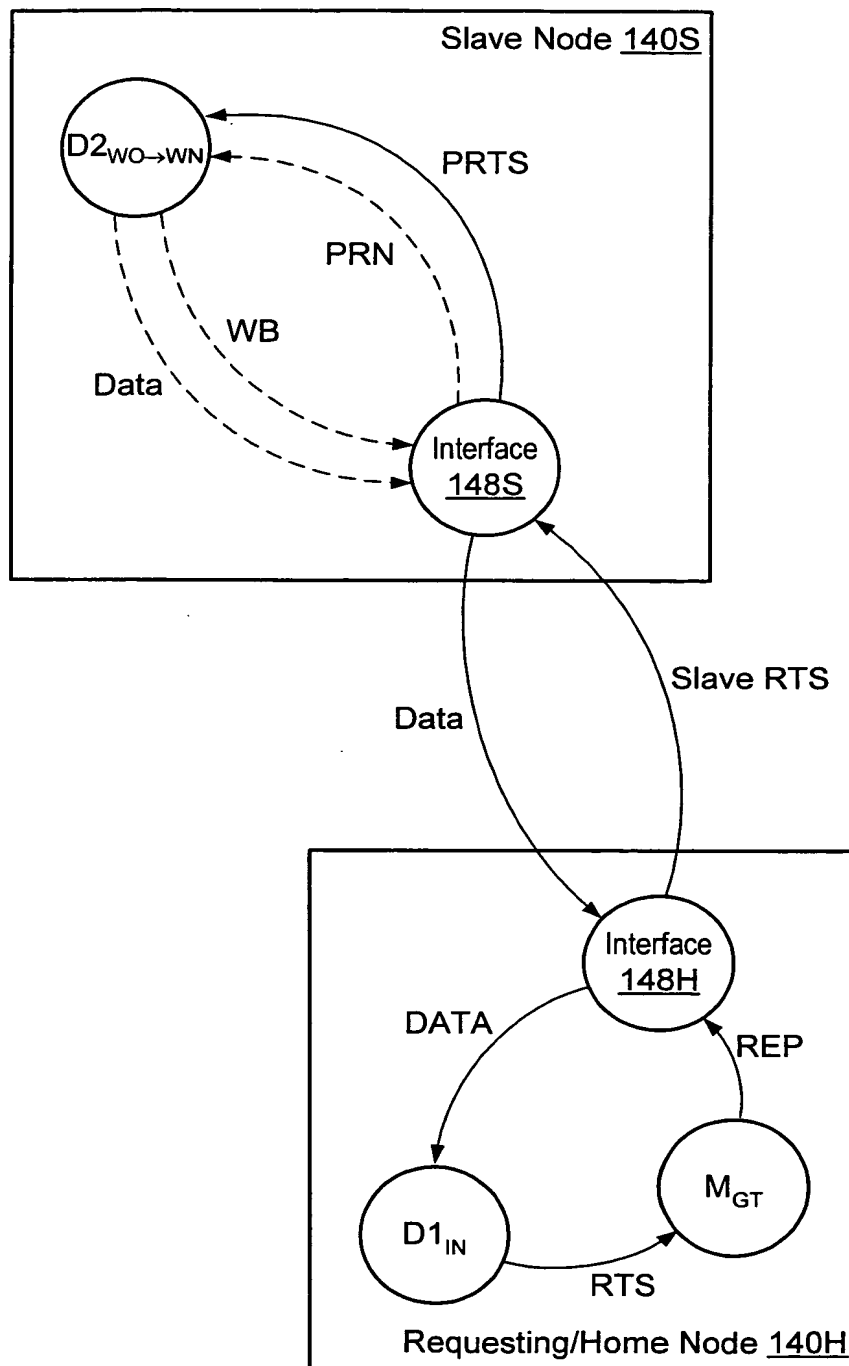 Slave Node 140S
D2WO→WN
PRTS
PRN
WB
Data
Interface
148S
Slave RTS
Data
Interface
148H
DATA
REP
MGT
D1IN
RTS
Requesting/Home Node 140H